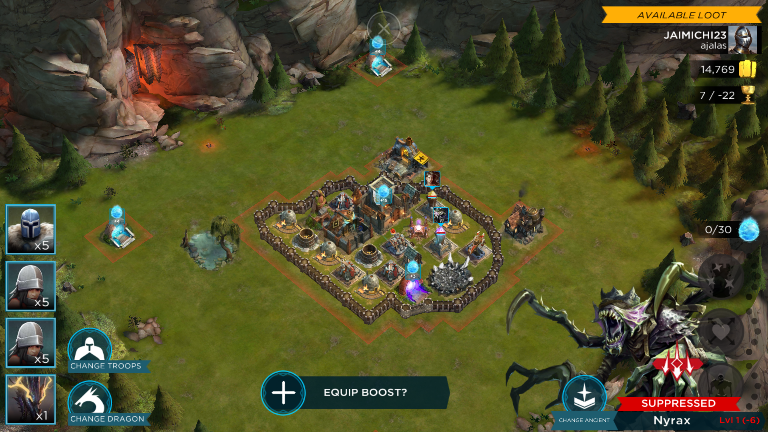 AVAILABLE LOOT
JAIMICHI23
ajalas
14,769
7 / -22
0/30
x5
x5
x5
x1
CHANGE TROOPS
CHANGE DRAGON
EQUIP BOOST?
CHANGE ANCIENT
SUPPRESSED
Nyrax
Lvl 1 (-6)